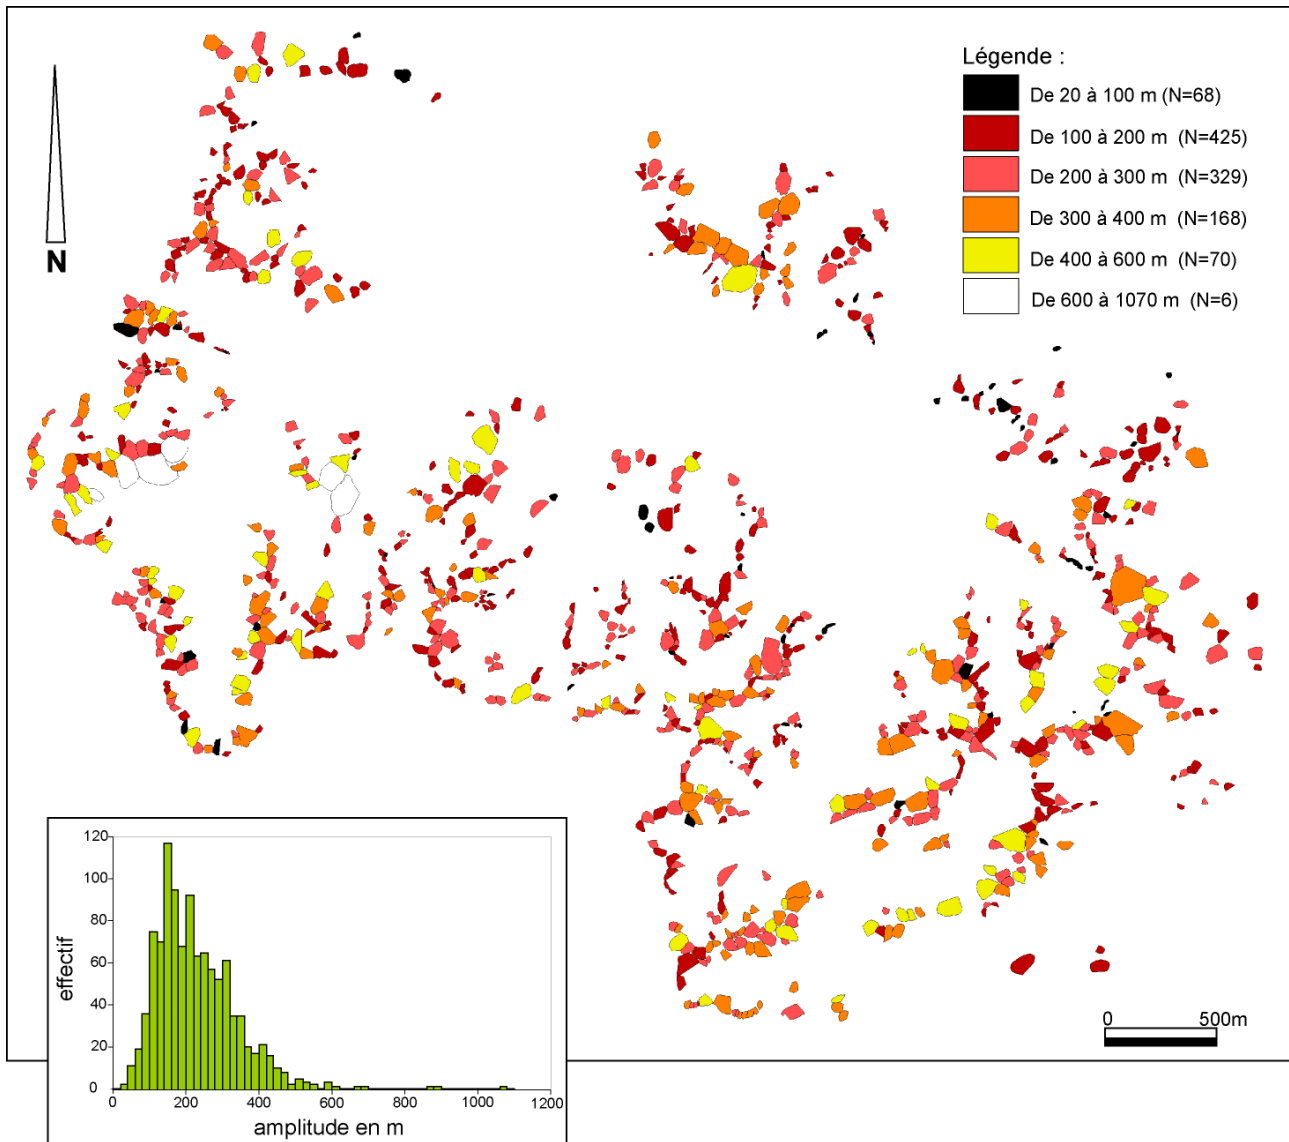 N
Légende :
De 20 à 100 m (N=68)
De 100 à 200 m (N=425)
De 200 à 300 m (N=329)
De 300 à 400 m (N=168)
De 400 à 600 m (N=70)
De 600 à 1070 m (N=6)
0 500m
120
100
80
60
40
20
0
effectif
0 200 400 600 800 1000 1200
amplitude en m